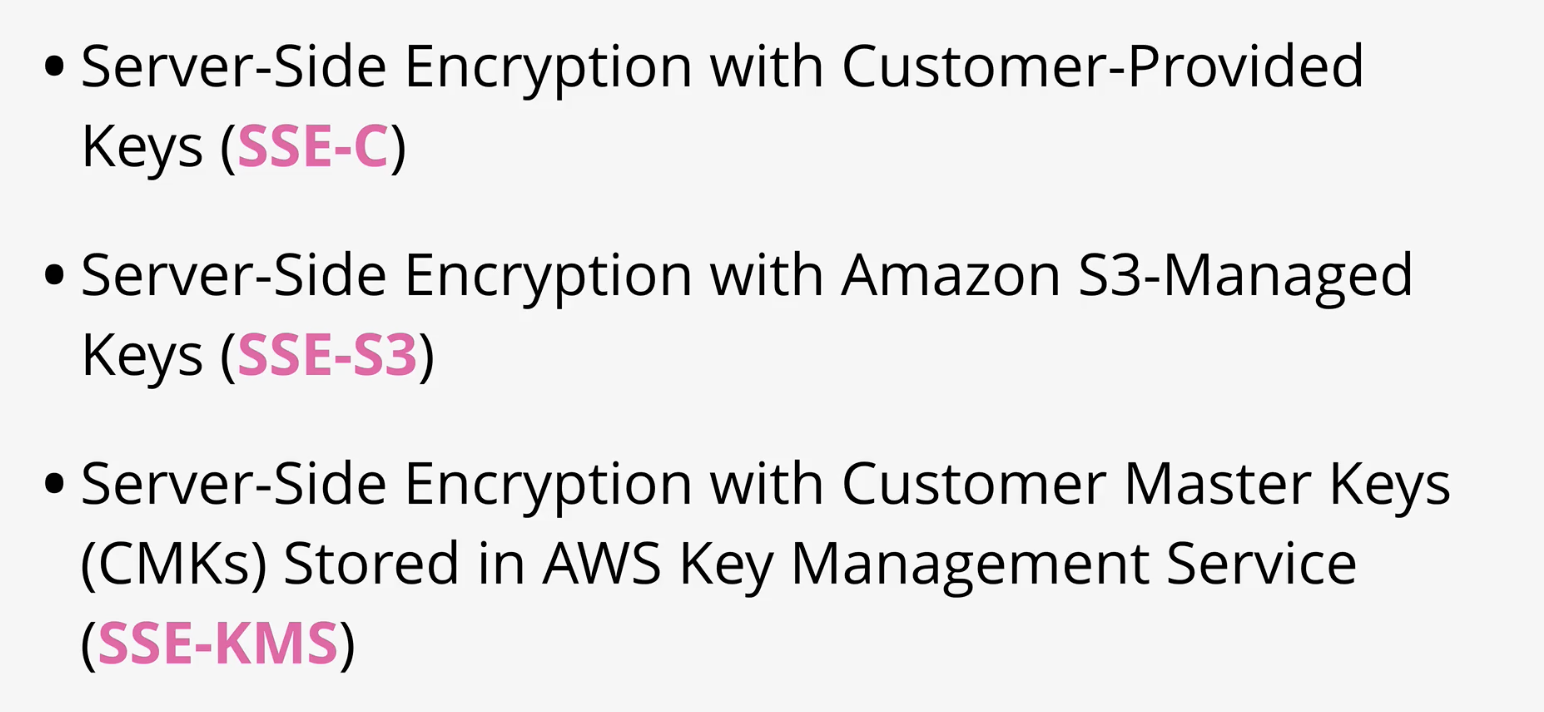 • Server-Side Encryption with Customer-Provided
Keys (SSE-C)
• Server-Side Encryption with Amazon S3-Managed
Keys (SSE-S3)
• Server-Side Encryption with Customer Master Keys
(CMKs) Stored in AWS Key Management Service
(SSE-KMS)